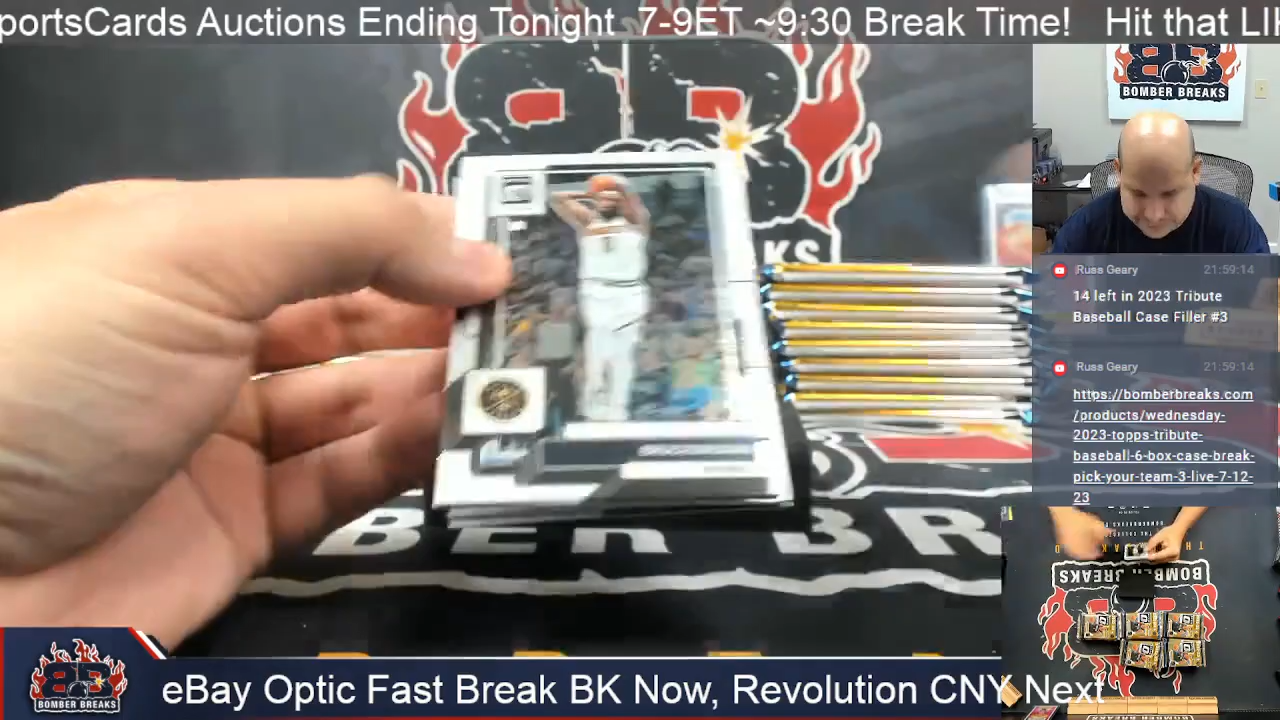 portsCards Auctions Ending Tonight 7-9ET ~9:30 Break Time! Hit that LI
BOMBER BREAKS
KS
BER BR
Russ Geary 21:59:14
14 left in 2023 Tribute
Baseball Case Filler #3
Russ Geary 21:59:14
https://bomberbreaks.com
/products/wednesday-
2023-topps-tribute-
baseball-6-box-case-break-
pick-your-team-3-live-7-12-
23
BOMBER BREAKS
BOMBER BREAKS
eBay Optic Fast Break BK Now, Revolution CNY Next